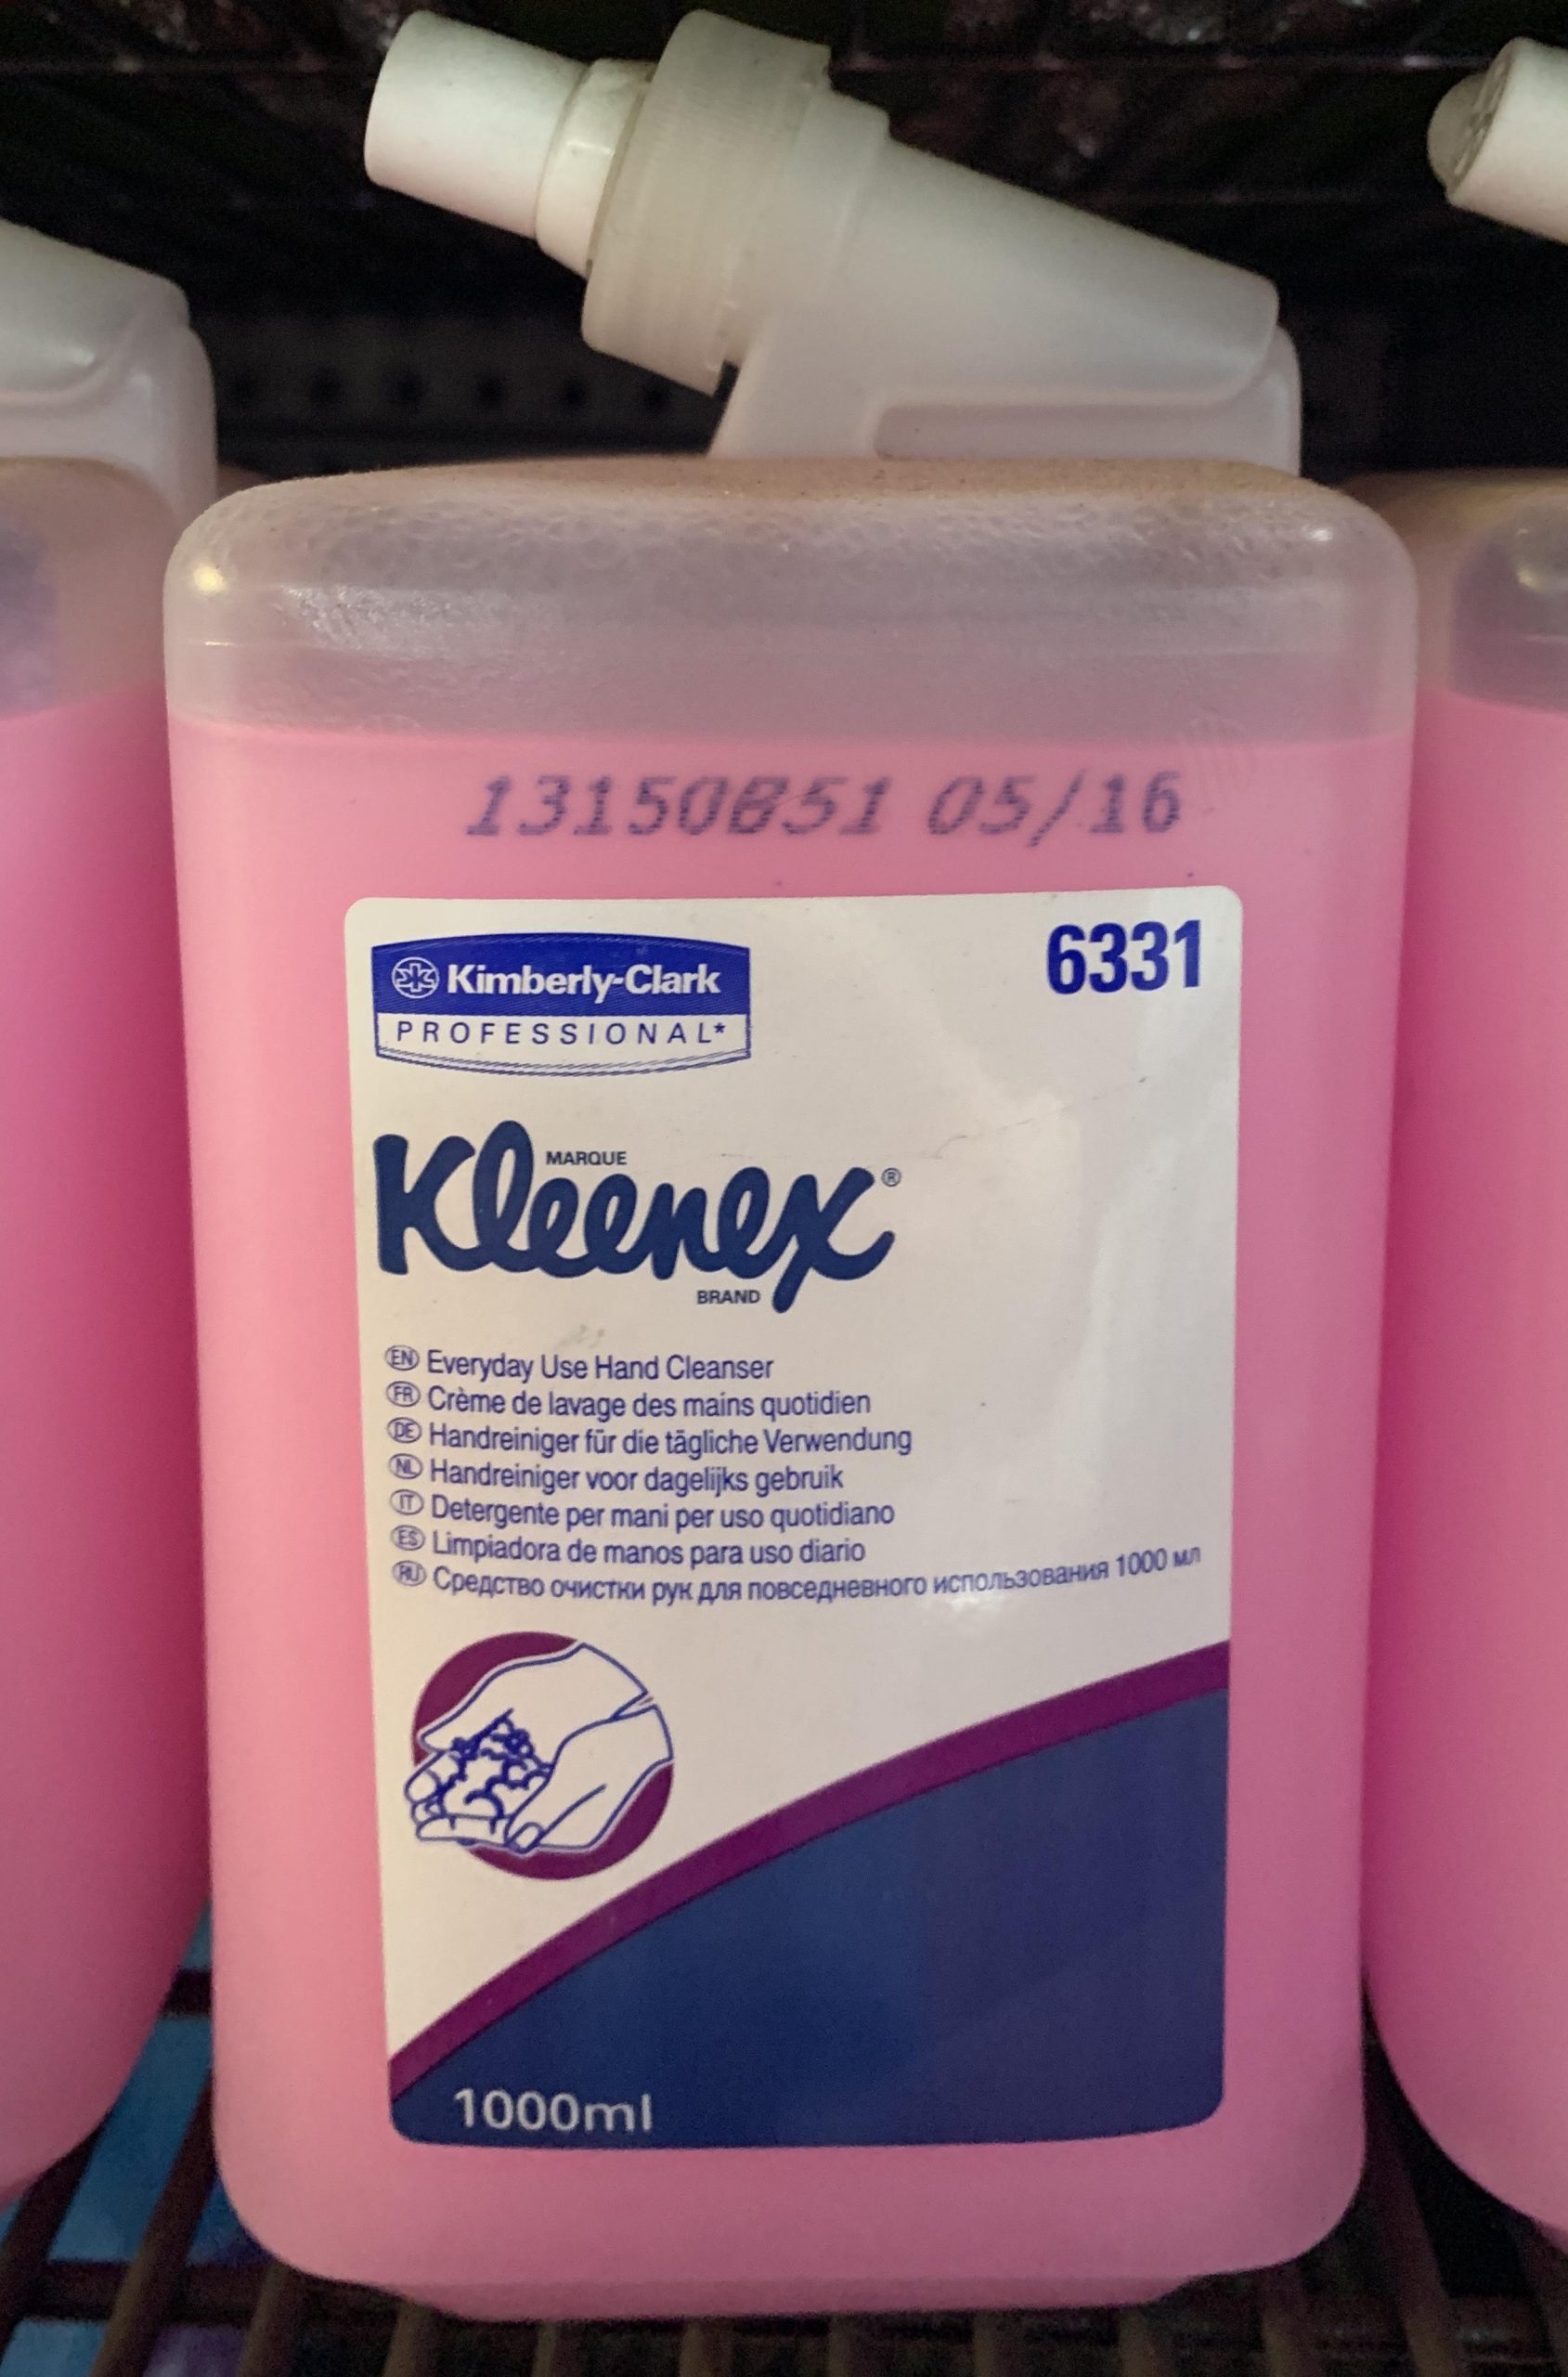 13150B51 05/16
Kimberly-Clark
PROFESSIONAL*
6331
MARQUE
Kleenex®
BRAND
EN Everyday Use Hand Cleanser
FR Crème de lavage des mains quotidien
DE Handreiniger für die tägliche Verwendung
NL Handreiniger voor dagelijks gebruik
IT Detergente per mani per uso quotidiano
ES Limpiadora de manos para uso diario
RU Средство очистки рук для повседневного использования 1000 мл
1000ml